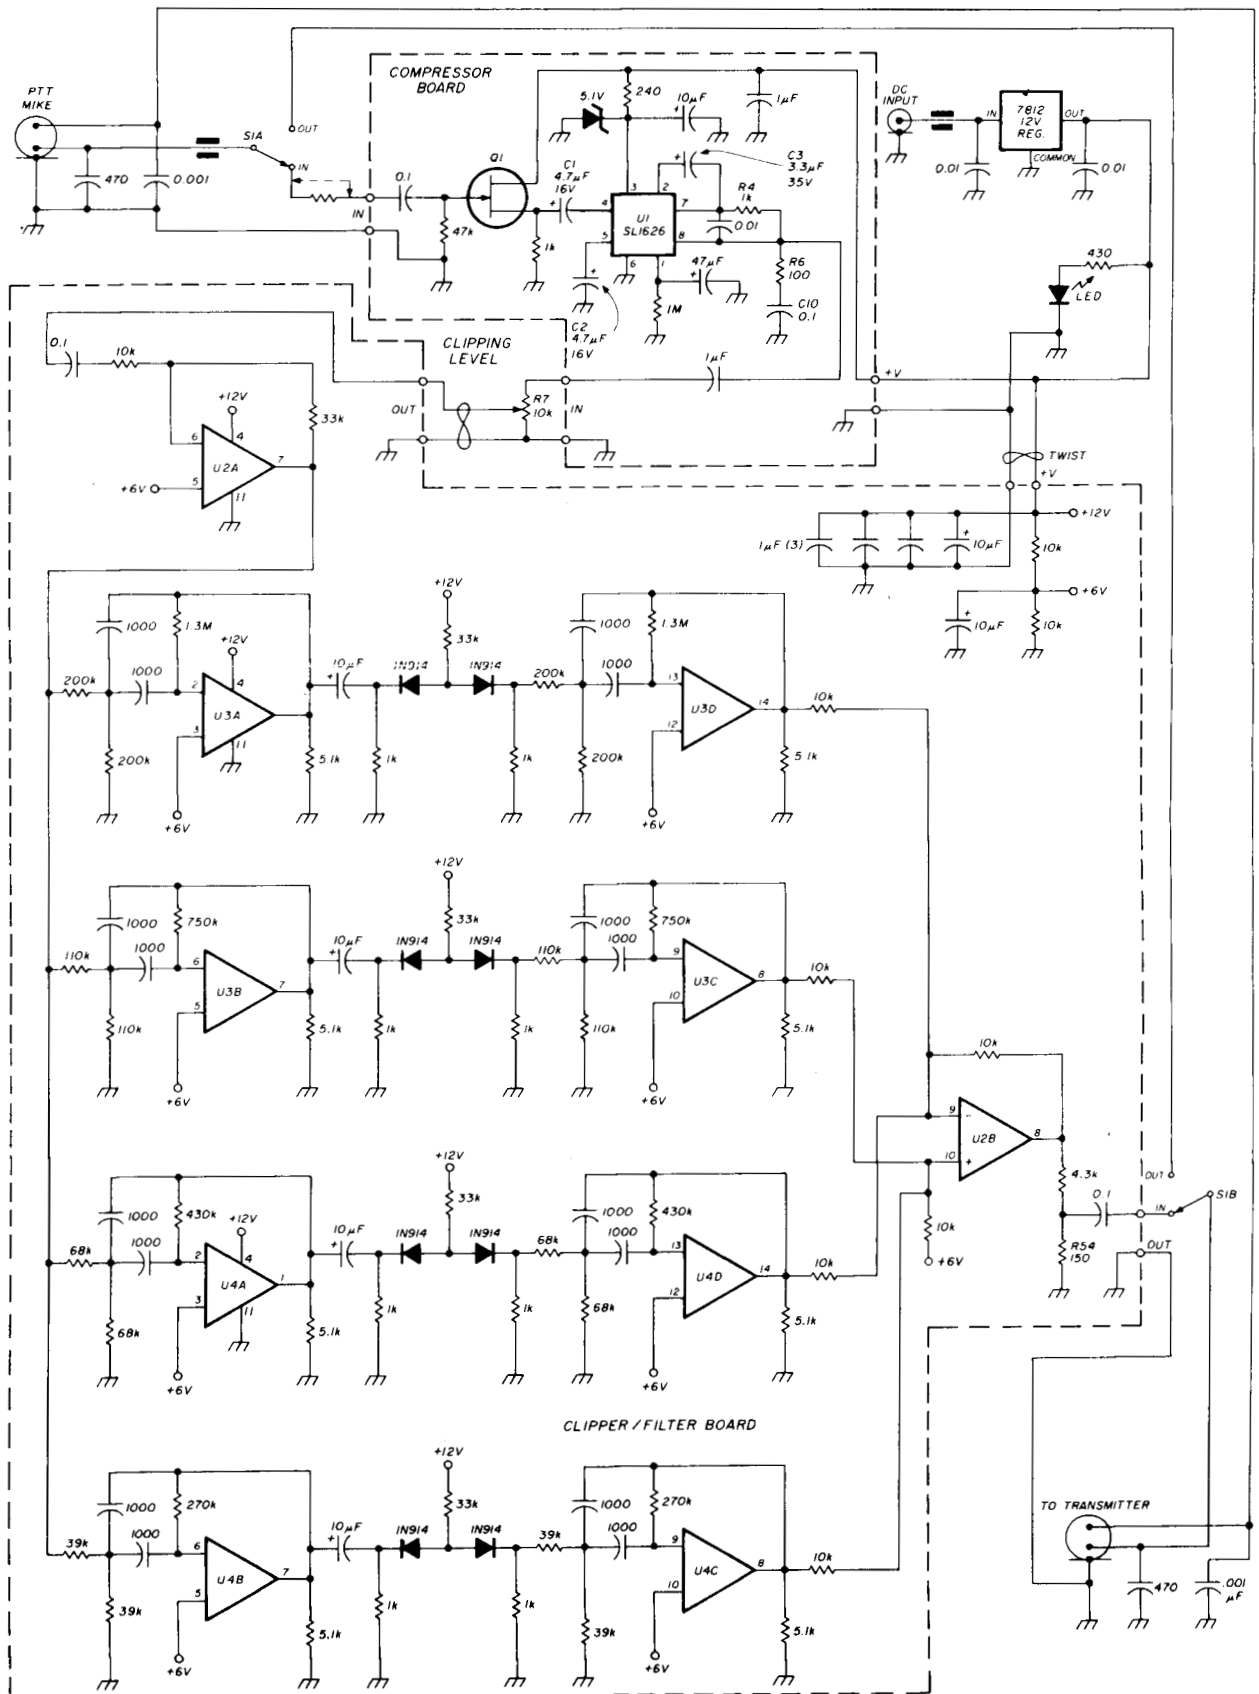 COMPRESSOR
BOARD
PTT
MIKE
S1A
OUT
IN
470
0.001
IN
0.1
47k
Q1
1k
C1
4.7µF
16V
5.1V
240
10µF
1µF
C3
3.3µF
35V
3
2
4
U1
SL1626
7
R4
1k
0.01
5
8
6
1
47µF
R6
100
1M
C10
0.1
C2
4.7µF
16V
DC
INPUT
IN
7812
12V
REG.
OUT
COMMON
0.01
0.01
430
LED
0.1
10k
+12V
33k
6
4
U2A
7
5
11
+6V
CLIPPING
LEVEL
OUT
R7
10k
IN
1µF
+V
TWIST
+V
+12V
1µF (3)
10µF
10k
+6V
10µF
10k
1000
1.3M
+12V
200k
1000
2
4
U3A
3
11
200k
+6V
5.1k
10µF
1N914
+12V
33k
1N914
1k
1k
200k
1000
1.3M
1000
13
U3D
14
12
200k
+6V
10k
5.1k
1000
750k
110k
1000
6
U3B
7
5
110k
+6V
5.1k
10µF
1N914
+12V
33k
1N914
1k
1k
110k
1000
750k
1000
9
U3C
8
10
110k
+6V
10k
5.1k
10k
9
-
U2B
8
10
+
10k
+6V
4.3k
0.1
R54
150
OUT
IN
S1B
OUT
1000
430k
+12V
68k
1000
2
4
U4A
1
3
11
68k
+6V
5.1k
10µF
1N914
+12V
33k
1N914
1k
1k
68k
1000
430k
1000
13
U4D
14
12
68k
+6V
10k
5.1k
CLIPPER / FILTER BOARD
1000
270k
39k
1000
6
U4B
7
5
39k
+6V
5.1k
10µF
1N914
+12V
33k
1N914
1k
1k
39k
1000
270k
1000
9
U4C
8
10
39k
+6V
10k
5.1k
TO TRANSMITTER
470
.001
µF